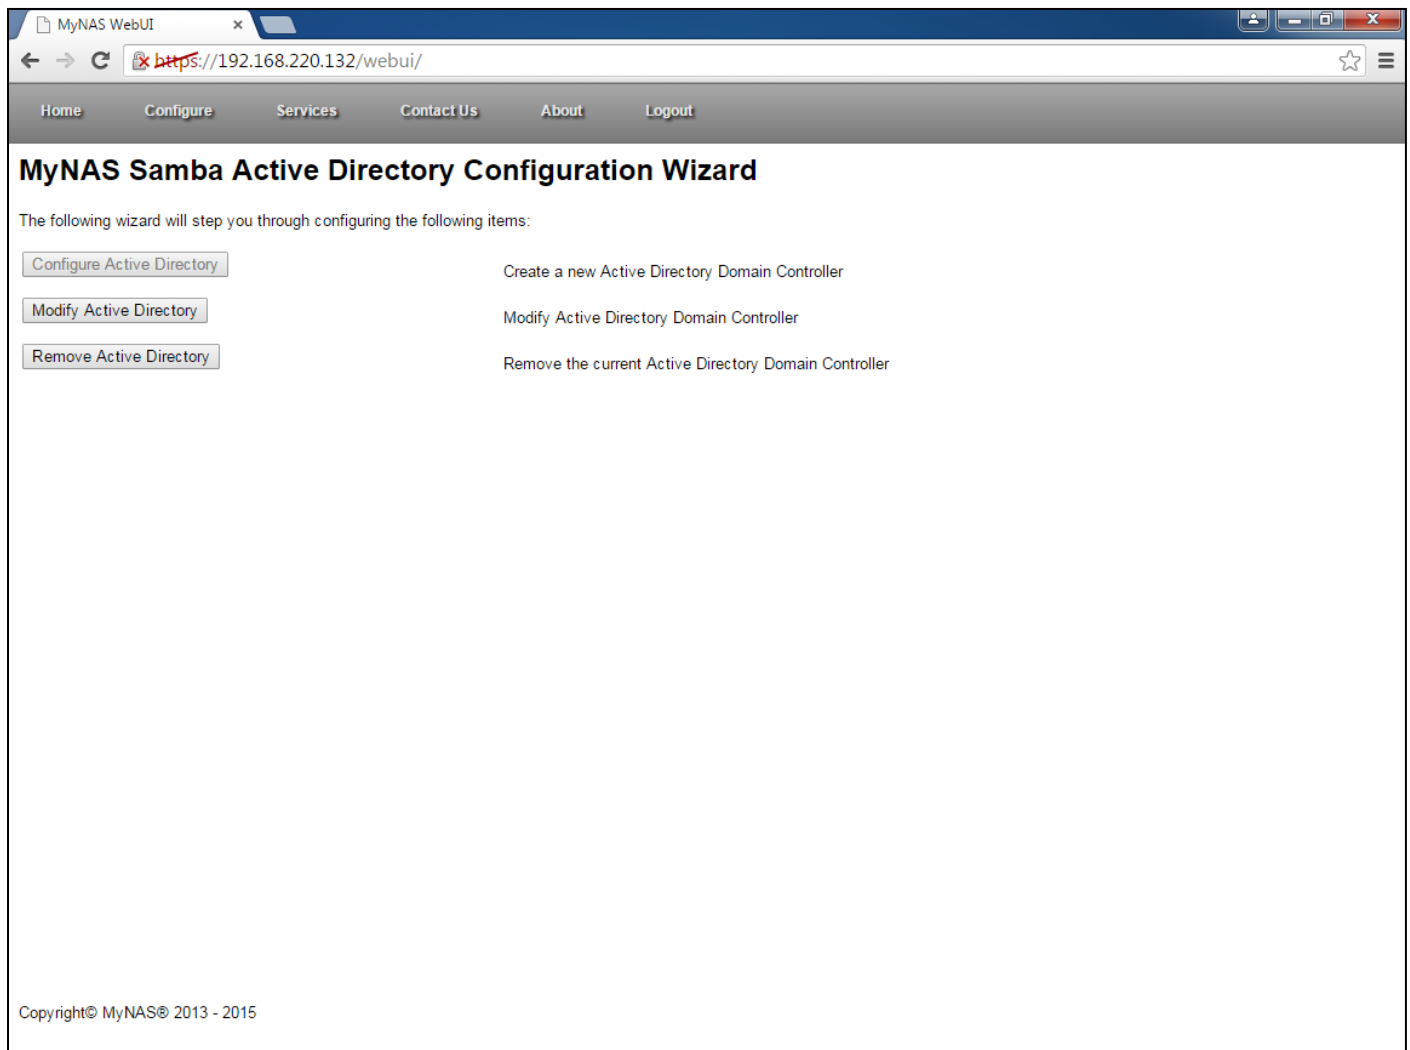 MyNAS WebUI
https://192.168.220.132/webui/
Home Configure Services Contact Us About Logout
MyNAS Samba Active Directory Configuration Wizard
The following wizard will step you through configuring the following items:
Configure Active Directory Create a new Active Directory Domain Controller
Modify Active Directory Modify Active Directory Domain Controller
Remove Active Directory Remove the current Active Directory Domain Controller
Copyright© MyNAS® 2013 - 2015